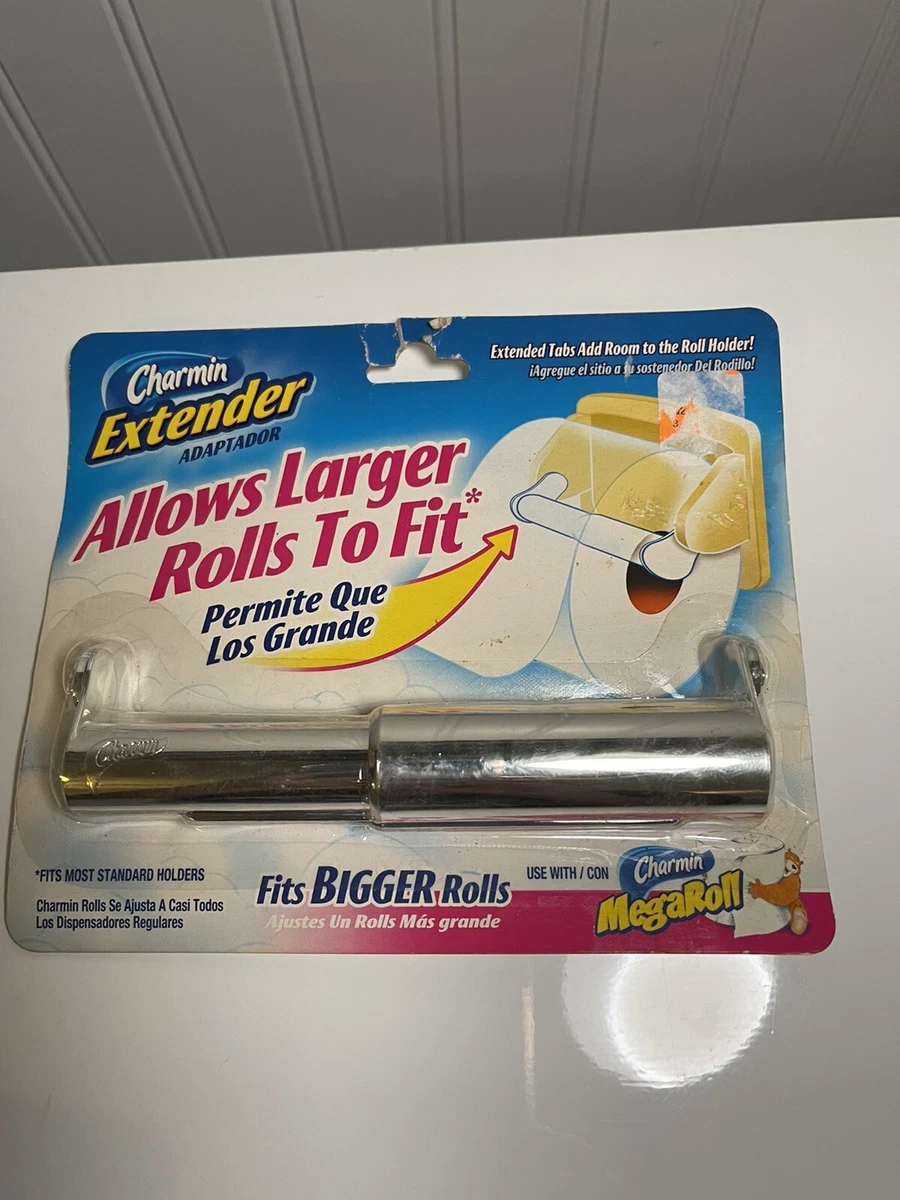 Charmin
Extender
ADAPTADOR
Extended Tabs Add Room to the Roll Holder!
¡Agregue el sitio a su sostenedor Del Rodillo!
Allows Larger
Rolls To Fit*
Permite Que
Los Grande
Charmin
*FITS MOST STANDARD HOLDERS
Charmin Rolls Se Ajusta A Casi Todos
Los Dispensadores Regulares
Fits BIGGER Rolls
Ajustes Un Rolls Más grande
USE WITH / CON
Charmin
MegaRoll